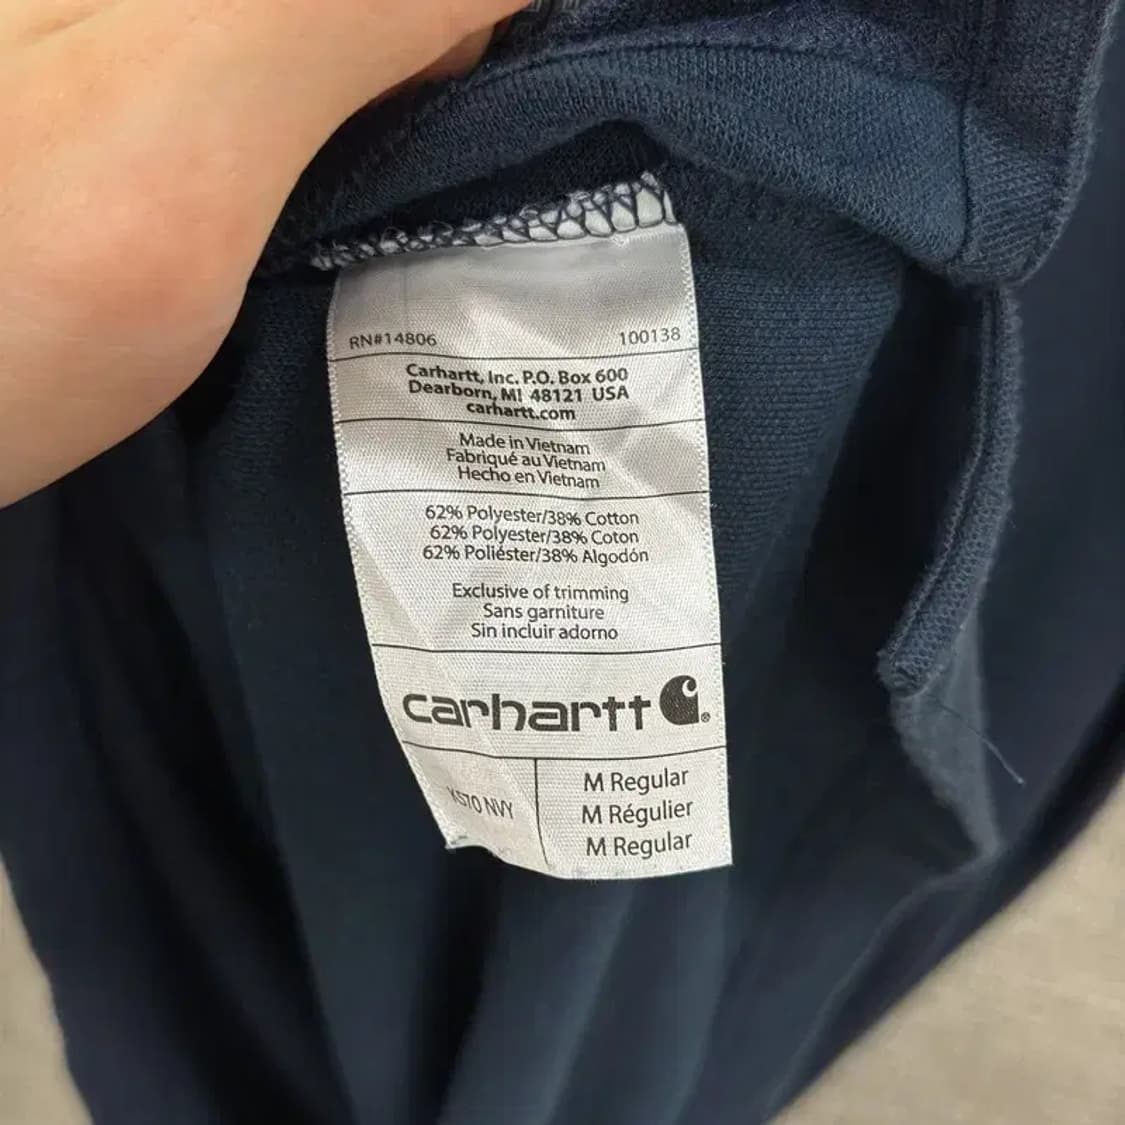 RN#14806 100138
Carhartt, Inc. P.O. Box 600
Dearborn, MI 48121 USA
carhartt.com
Made in Vietnam
Fabriqué au Vietnam
Hecho en Vietnam
62% Polyester/38% Cotton
62% Polyester/38% Coton
62% Poliéster/38% Algodón
Exclusive of trimming
Sans garniture
Sin incluir adorno
carhartt ®
K570 NVY
M Regular
M Régulier
M Regular